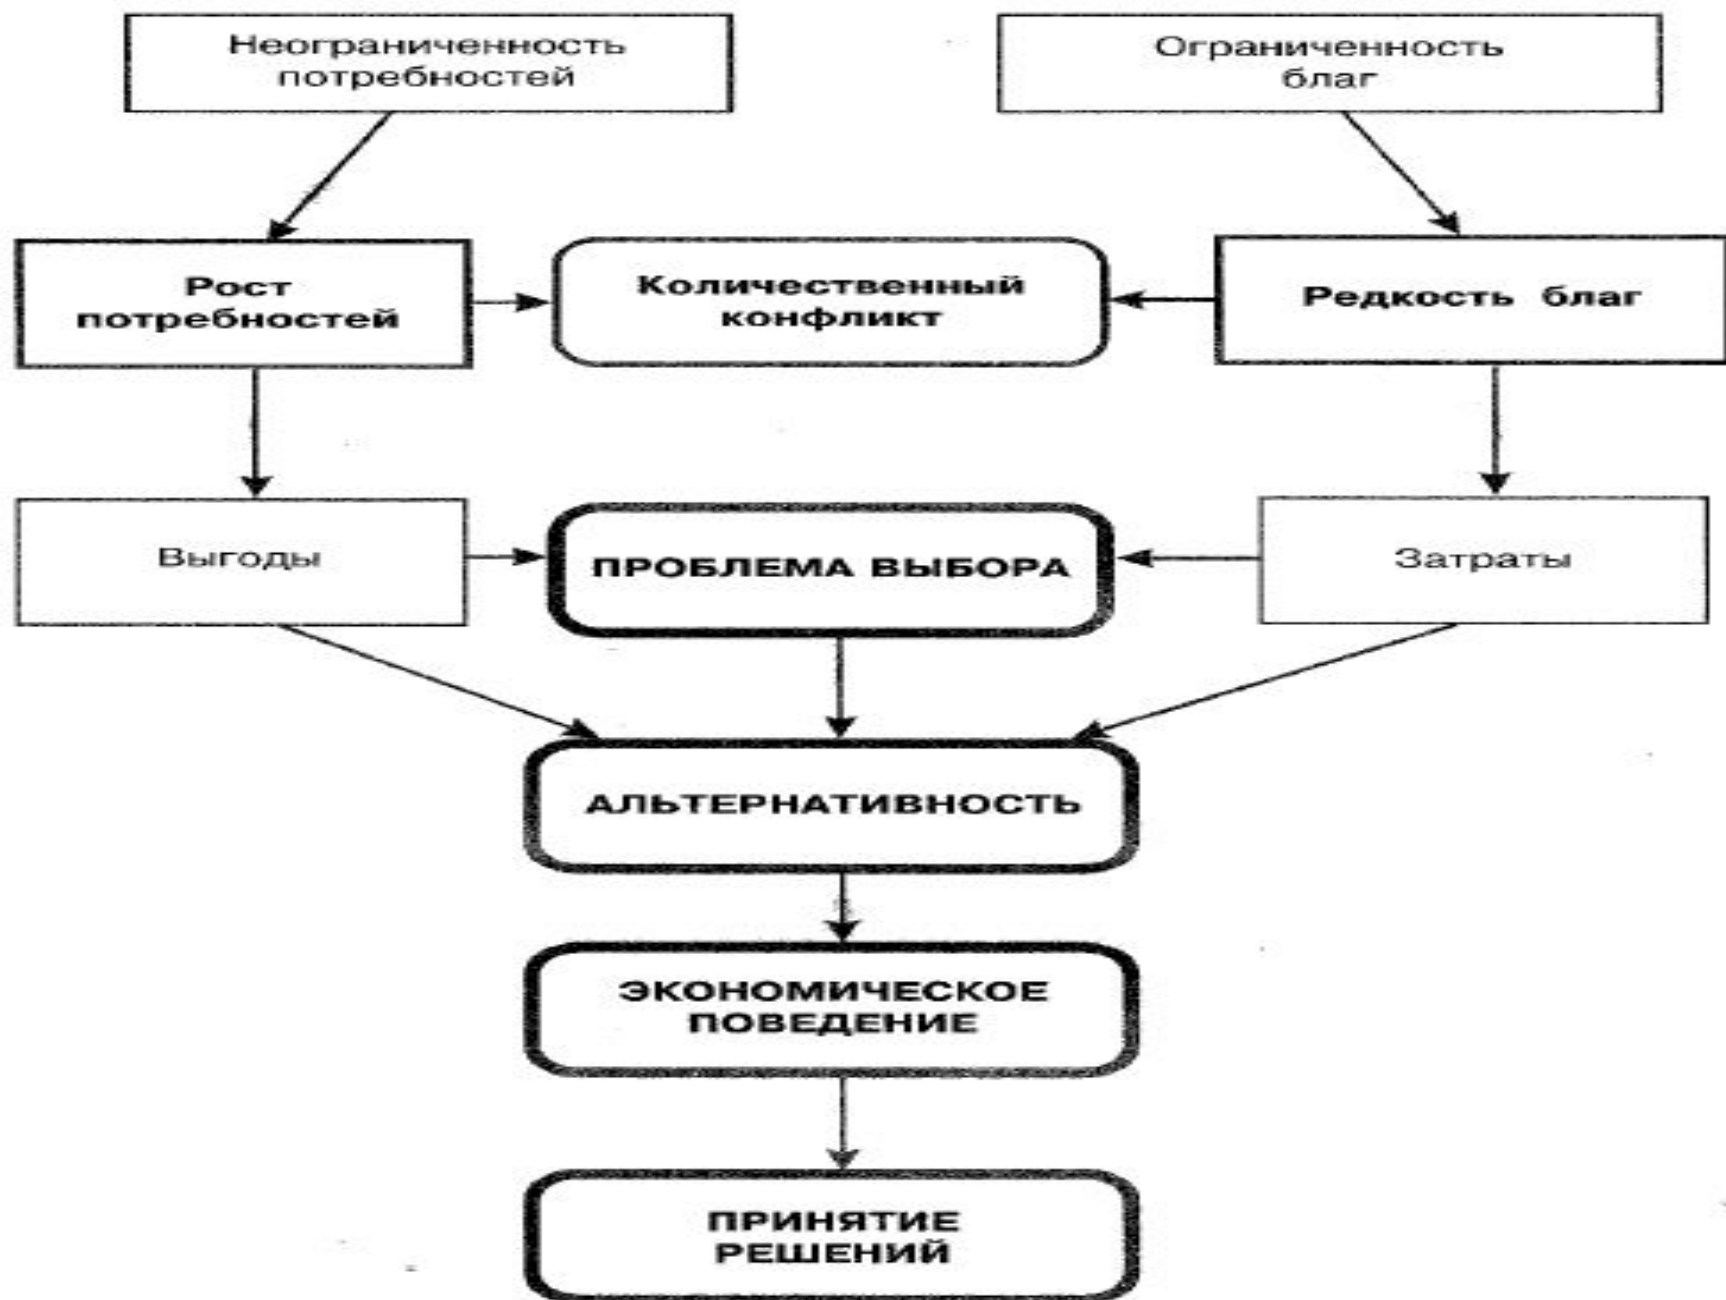 Неограниченность
потребностей
Ограниченность
благ
Рост
потребностей
Количественный
конфликт
Редкость благ
Выгоды
ПРОБЛЕМА ВЫБОРА
Затраты
АЛЬТЕРНАТИВНОСТЬ
ЭКОНОМИЧЕСКОЕ
ПОВЕДЕНИЕ
ПРИНЯТИЕ
РЕШЕНИЙ